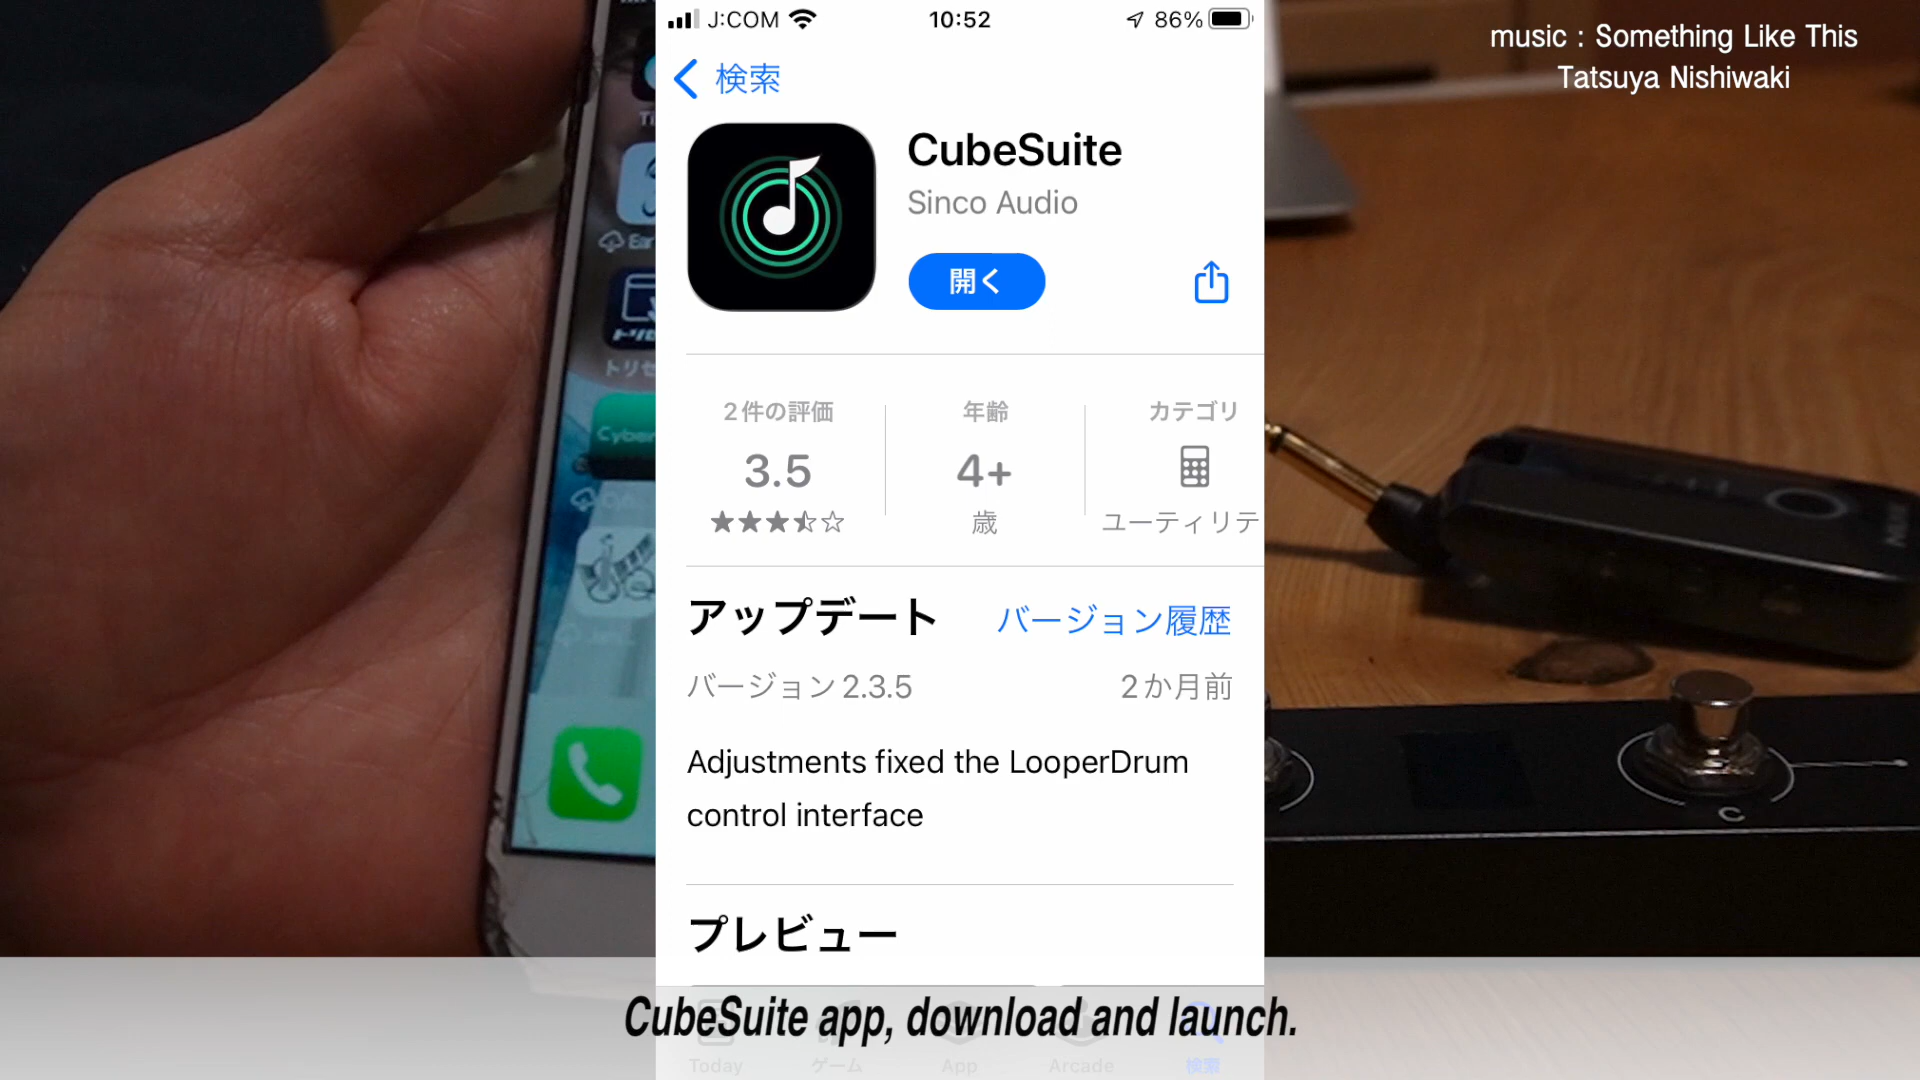 J:COM
10:52
86%
music : Something Like This
Tatsuya Nishiwaki
検索
CubeSuite
Sinco Audio
開く
2件の評価
3.5
年齢
4+
歳
カテゴリ
ユーティリテ
アップデート
バージョン履歴
バージョン 2.3.5
2か月前
Adjustments fixed the LooperDrum
control interface
プレビュー
CubeSuite app, download and launch.
Today
ゲーム
App
Arcade
検索
C